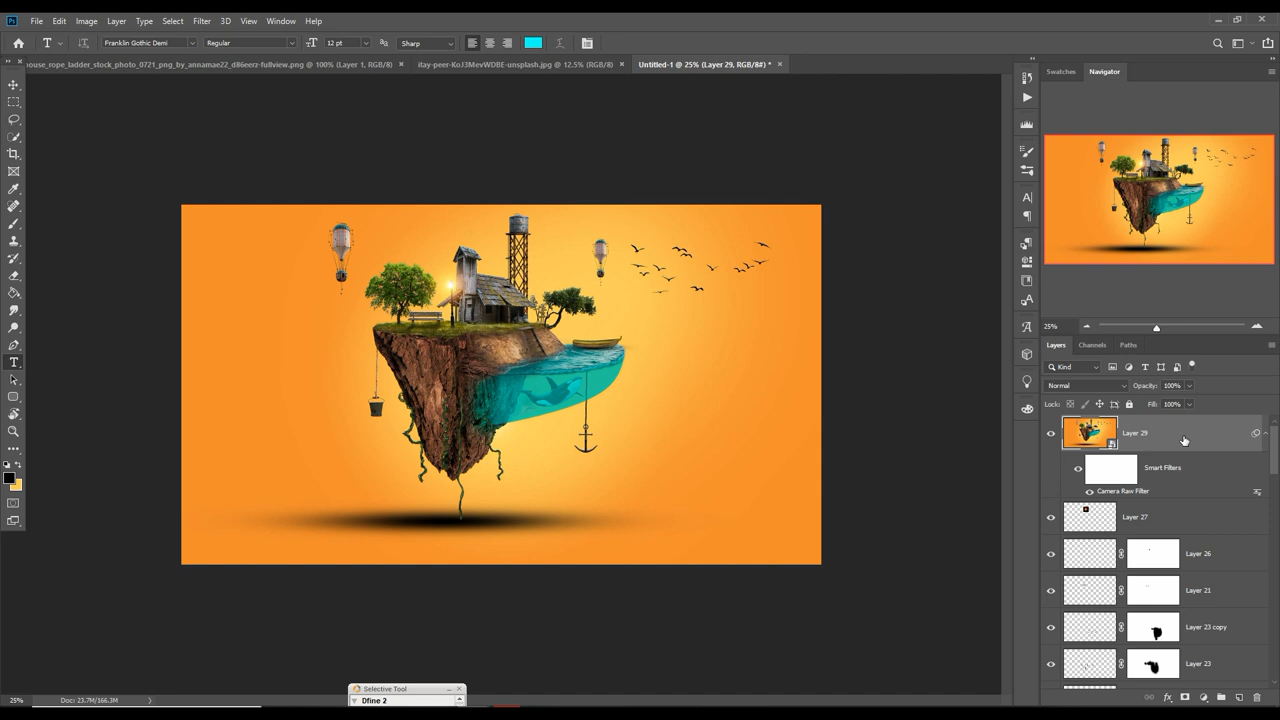 Ps File Edit Image Layer Type Select Filter 3D View Window Help
T Franklin Gothic Demi Regular 12 pt Sharp
ouse_rope_ladder_stock_photo_0721_png_by_annamae22_d86eerz-fullview.png @ 100% (Layer 1, RGB/8) × itay-peer-KoJ3MevWDBE-unsplash.jpg @ 12.5% (RGB/8) × Untitled-1 @ 25% (Layer 29, RGB/8#) * ×
Swatches Navigator
25%
Layers Channels Paths
Kind
Normal Opacity: 100%
Lock: Fill: 100%
Layer 29
Smart Filters
Camera Raw Filter
Layer 27
Layer 26
Layer 21
Layer 23 copy
Layer 23
Selective Tool
Dfine 2
25% Doc: 23.7M/166.3M